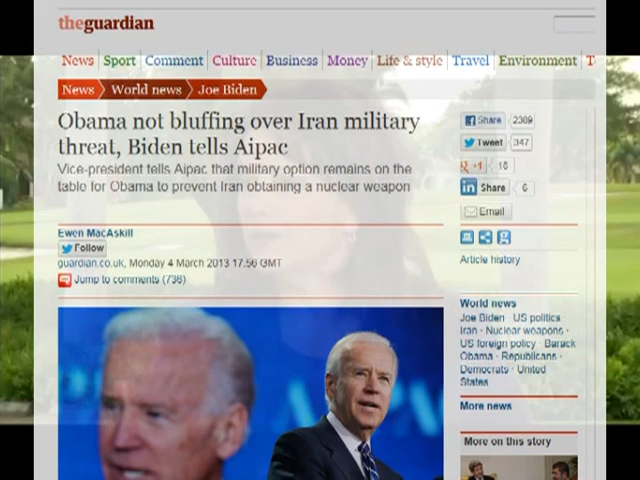 theguardian
News Sport Comment Culture Business Money Life & style Travel Environment T
News World news Joe Biden
Obama not bluffing over Iran military
threat, Biden tells Aipac
Vice-president tells Aipac that military option remains on the
table for Obama to prevent Iran obtaining a nuclear weapon
Ewen MacAskill
Follow
guardian.co.uk, Monday 4 March 2013 17.56 GMT
Jump to comments (736)
Share 2389
Tweet 347
+1 16
Share 6
Email
Article history
World news
Joe Biden US politics
Iran · Nuclear weapons ·
US foreign policy · Barack
Obama · Republicans ·
Democrats · United
States
More news
More on this story